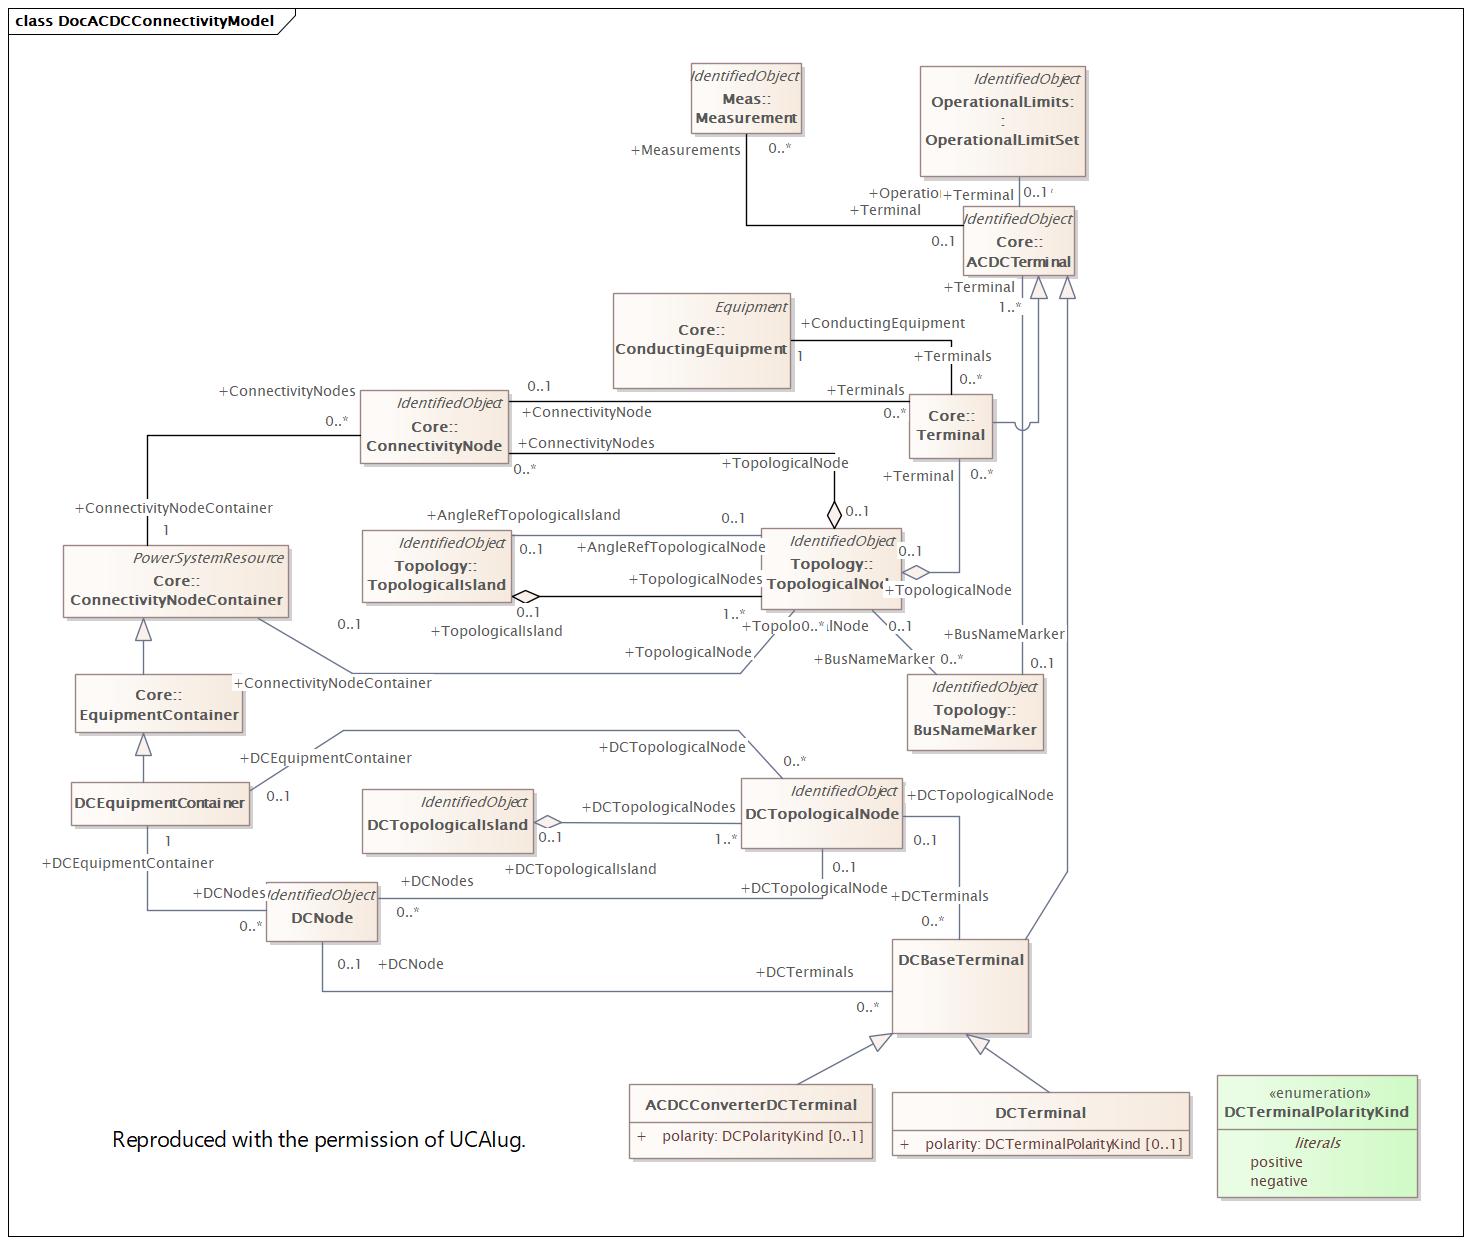 class DocACDCConnectivityModel
IdentifiedObject
Meas::
Measurement
IdentifiedObject
OperationalLimits:
:
OperationalLimitSet
+Measurements
0..*
+Operatio
+Terminal
0..1
+Terminal
0..1
IdentifiedObject
Core::
ACDCTerminal
+Terminal
1..*
Equipment
Core::
ConductingEquipment
+ConductingEquipment
1
+Terminals
0..*
+ConnectivityNodes
0..*
IdentifiedObject
Core::
ConnectivityNode
0..1
+ConnectivityNode
+Terminals
0..*
Core::
Terminal
+ConnectivityNodes
0..*
+TopologicalNode
0..1
+Terminal
0..*
+ConnectivityNodeContainer
1
+AngleRefTopologicalIsland
0..1
0..1
+AngleRefTopologicalNode
IdentifiedObject
Topology::
TopologicalIsland
+TopologicalNodes
1..*
0..1
+TopologicalIsland
IdentifiedObject
Topology::
TopologicalNod
0..1
+TopologicalNode
PowerSystemResource
Core::
ConnectivityNodeContainer
0..1
+Topolo
0..*
lNode
0..1
+TopologicalNode
+BusNameMarker
0..*
+BusNameMarker
0..1
+ConnectivityNodeContainer
Core::
EquipmentContainer
IdentifiedObject
Topology::
BusNameMarker
+DCEquipmentContainer
0..1
+DCTopologicalNode
0..*
DCEquipmentContainer
IdentifiedObject
DCTopologicalIsland
+DCTopologicalNodes
0..1
1..*
+DCTopologicalIsland
IdentifiedObject
DCTopologicalNode
+DCTopologicalNode
0..1
1
+DCEquipmentContainer
+DCNodes
0..*
IdentifiedObject
DCNode
+DCNodes
0..*
0..1
+DCTopologicalNode
+DCTerminals
0..*
0..1
+DCNode
+DCTerminals
0..*
DCBaseTerminal
ACDCConverterDCTerminal
+ polarity: DCPolarityKind [0..1]
DCTerminal
+ polarity: DCTerminalPolarityKind [0..1]
«enumeration»
DCTerminalPolarityKind
literals
positive
negative
Reproduced with the permission of UCAIug.